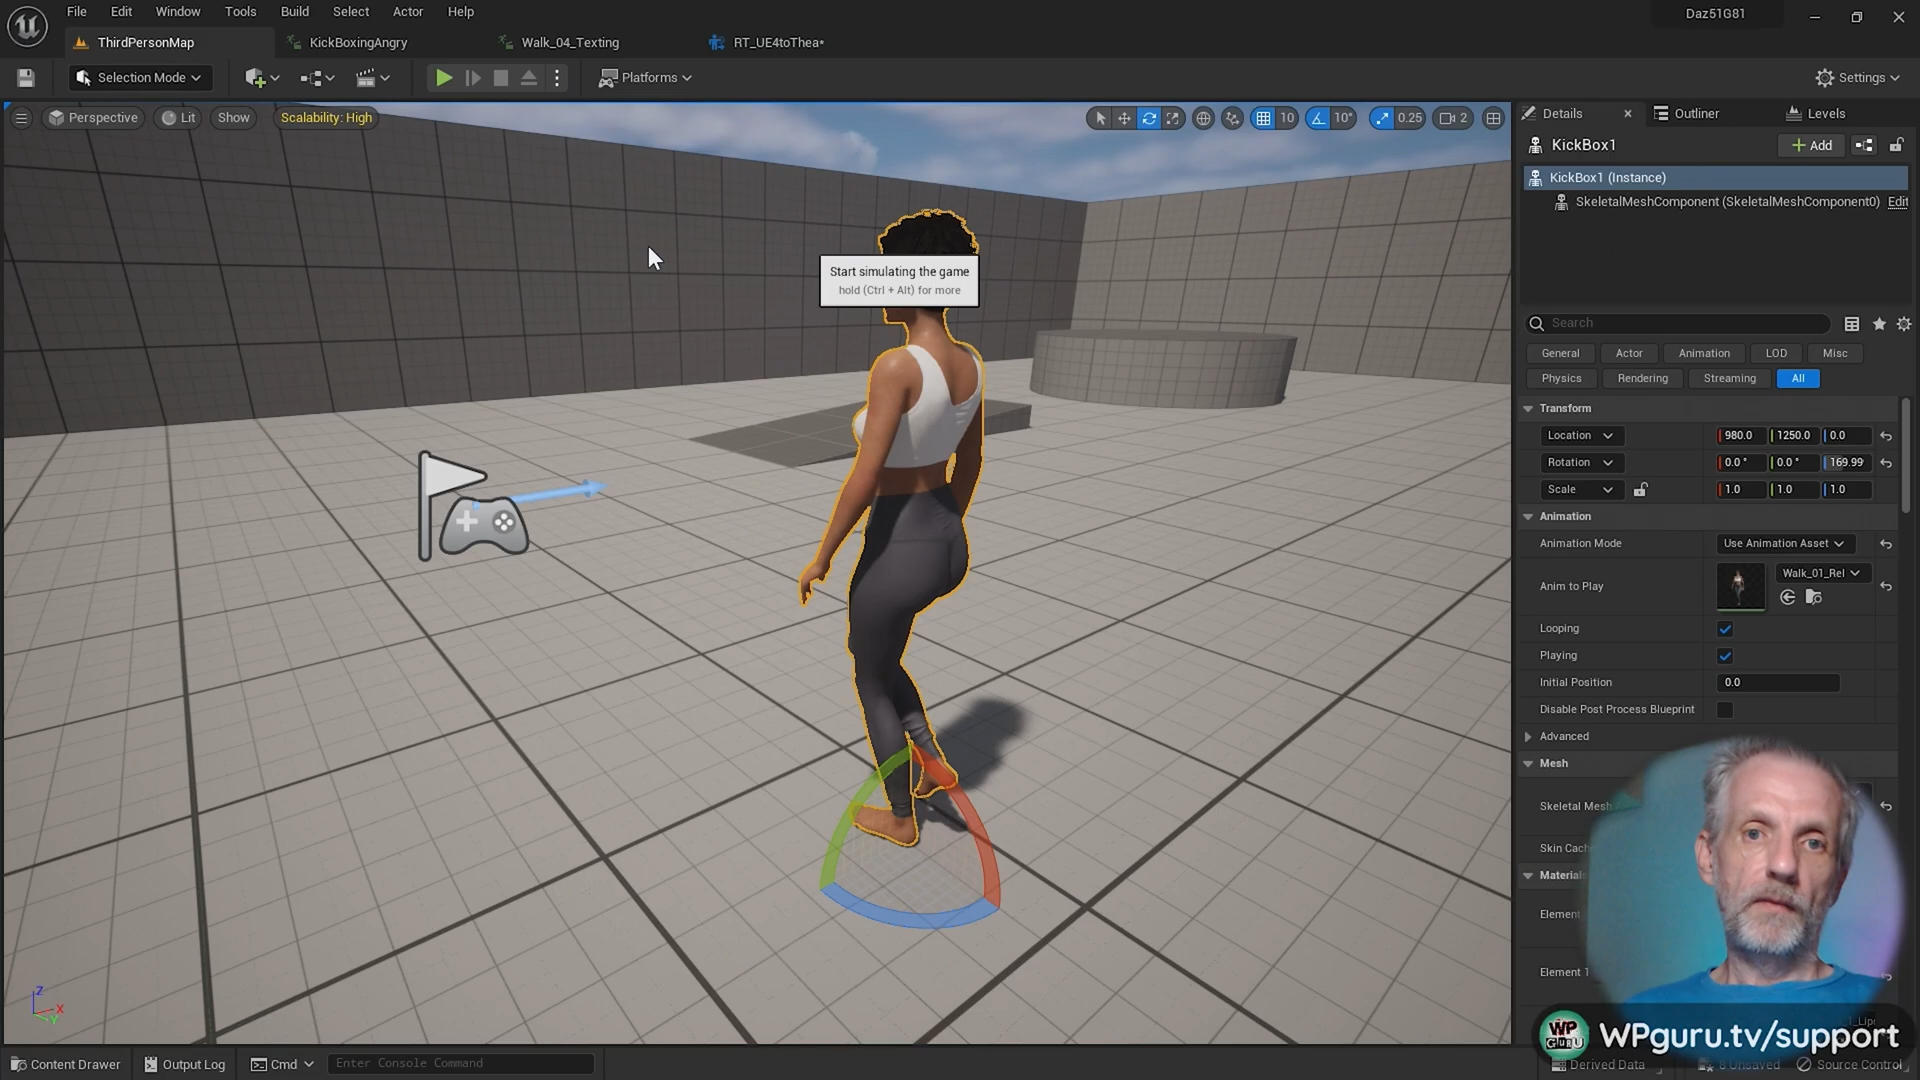 File Edit Window Tools Build Select Actor Help
Daz51G81
ThirdPersonMap KickBoxingAngry Walk_04_Texting RT_UE4toThea*
Selection Mode Platforms Settings
Perspective Lit Show Scalability: High 10 10° 0.25 2
Details Outliner Levels
KickBox1 Add
KickBox1 (Instance)
SkeletalMeshComponent (SkeletalMeshComponent0) Edit
Start simulating the game
hold (Ctrl + Alt) for more
Search
General Actor Animation LOD Misc
Physics Rendering Streaming All
Transform
Location 980.0 1250.0 0.0
Rotation 0.0° 0.0° 169.99
Scale 1.0 1.0 1.0
Animation
Animation Mode Use Animation Asset
Anim to Play Walk_01_Rel
Looping
Playing
Initial Position 0.0
Disable Post Process Blueprint
Advanced
Mesh
Skeletal Mesh
Skin Cach
Material
Element
Element 1
Z
X
Y
WP GURU WPguru.tv/support
Content Drawer Output Log Cmd Enter Console Command Derived Data 8 Unsaved Source Control